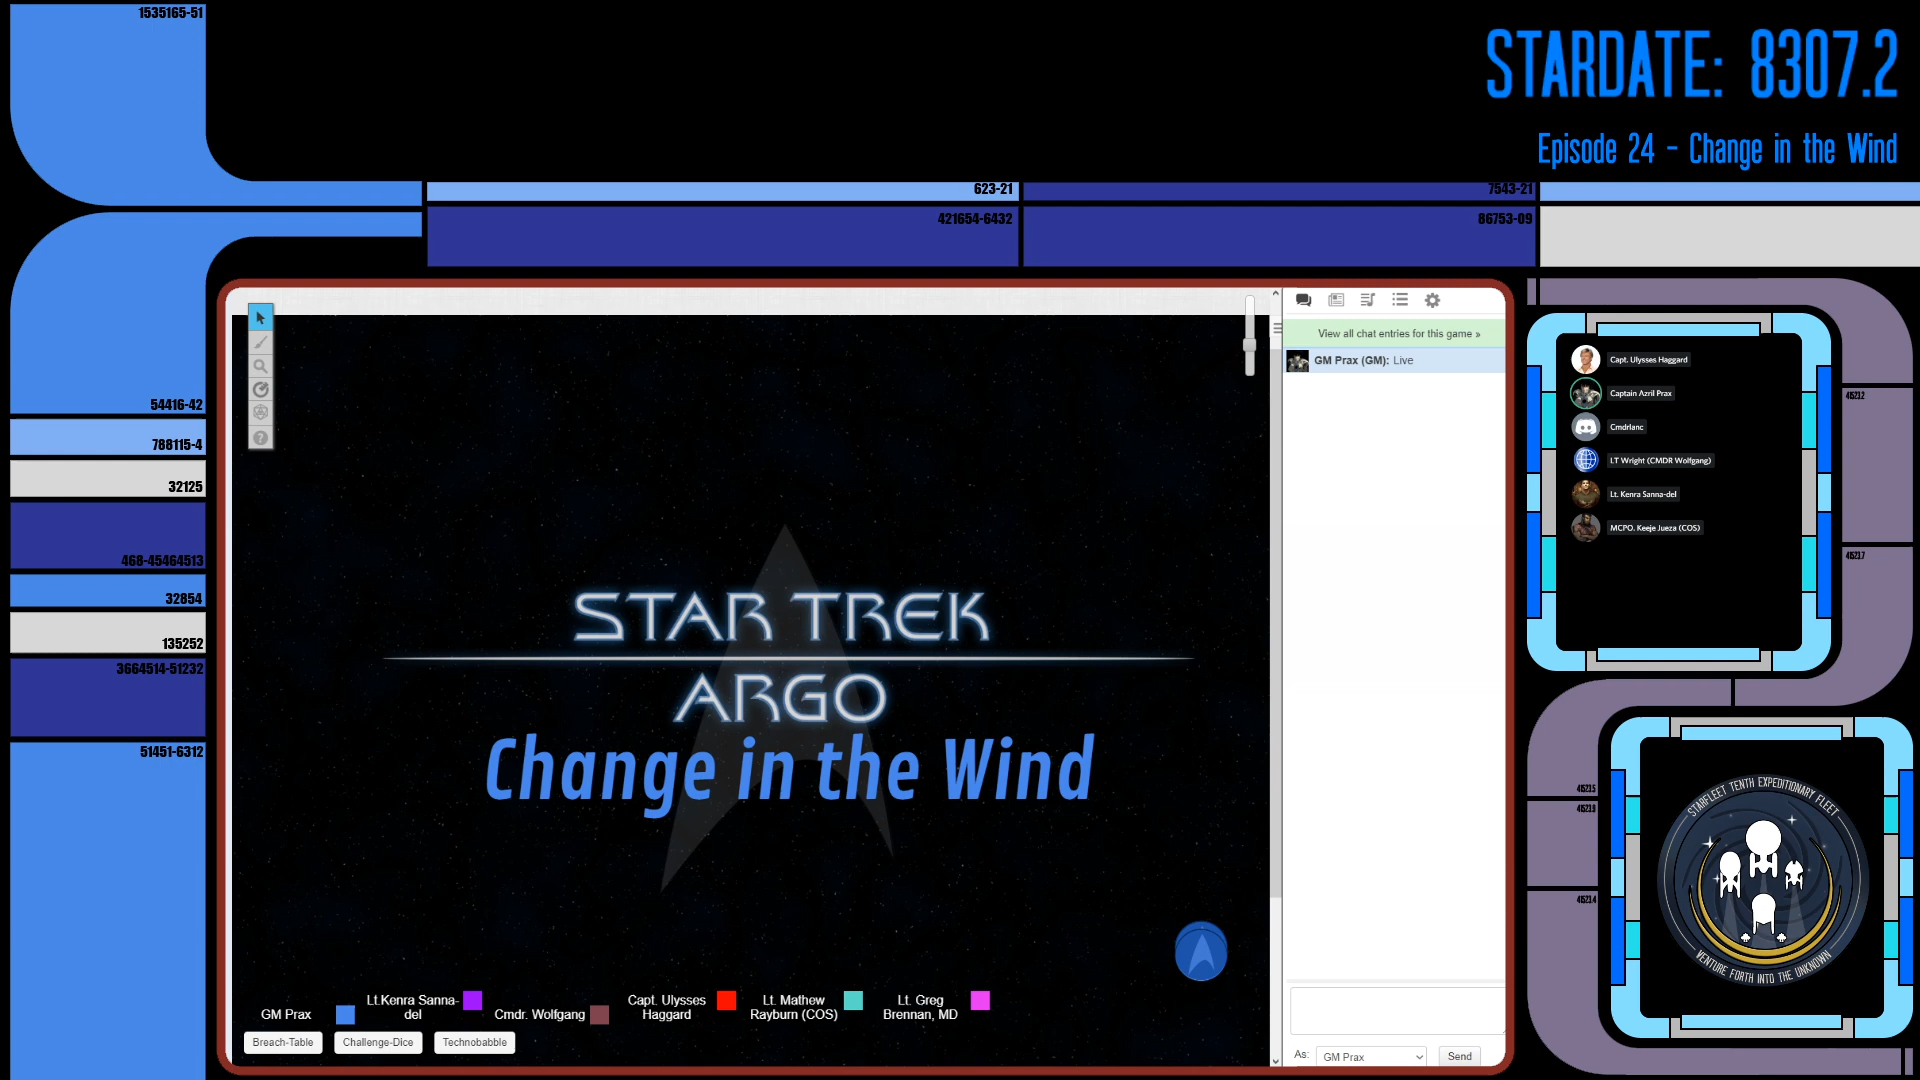 1535165-51
STARDATE: 8307.2
Episode 24 - Change in the Wind
623-21
7543-21
421654-6432
86753-09
54416-42
788115-4
32125
468-45464513
32854
135252
3664514-51232
51451-6312
View all chat entries for this game »
GM Prax (GM): Live
STAR TREK
ARGO
Change in the Wind
GM Prax
Lt.Kenra Sanna-
del
Cmdr. Wolfgang
Capt. Ulysses
Haggard
Lt. Mathew
Rayburn (COS)
Lt. Greg
Brennan, MD
Breach-Table
Challenge-Dice
Technobabble
As:
GM Prax
Send
Capt. Ulysses Haggard
Captain Azril Prax
Cmdrlanc
LT Wright (CMDR Wolfgang)
Lt. Kenra Sanna-del
MCPO. Keeje Jueza (COS)
STARFLEET TENTH EXPEDITIONARY FLEET
VENTURE FORTH INTO THE UNKNOWN